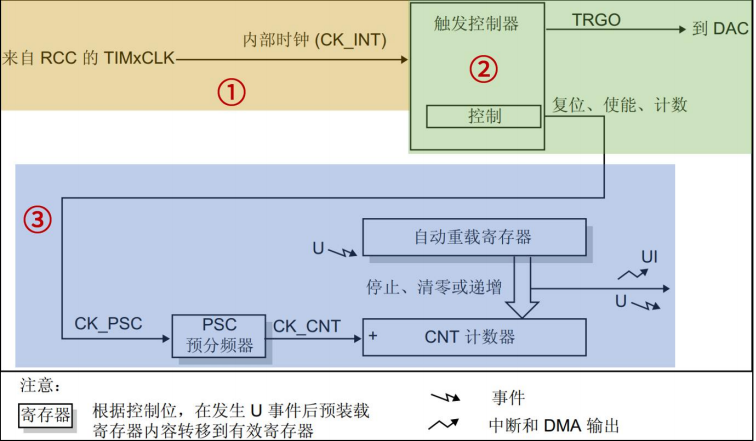 触发控制器
TRGO
到 DAC
内部时钟 (CK_INT)
来自 RCC 的 TIMxCLK
①
②
控制
复位、使能、计数
③
自动重载寄存器
U
停止、清零或递增
UI
U
CK_PSC
PSC
预分频器
CK_CNT
+
CNT 计数器
注意：
寄存器
根据控制位，在发生 U 事件后预装载
寄存器内容转移到有效寄存器
事件
中断和 DMA 输出